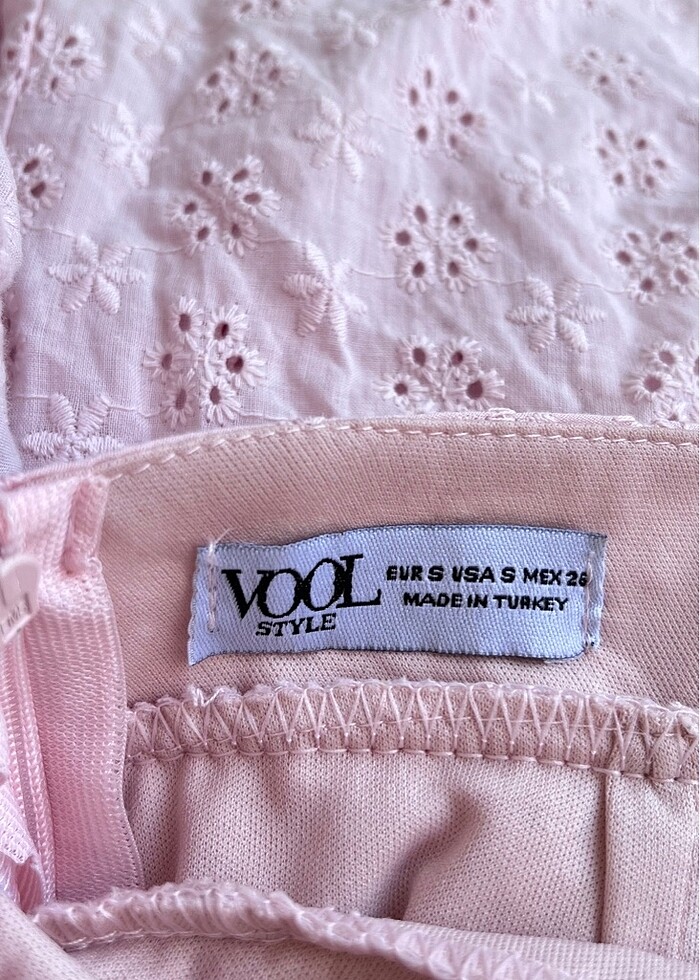 VOOL
STYLE
EUR S USA S MEX 26
MADE IN TURKEY